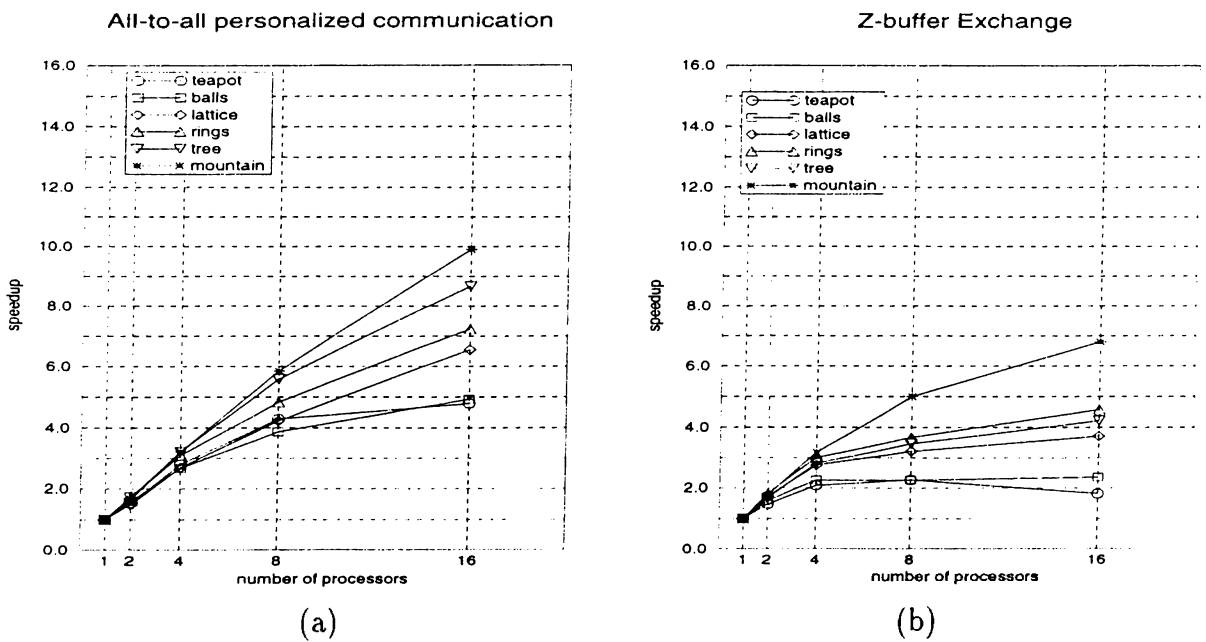 All-to-all personalized communication
16.0
14.0
12.0
10.0
8.0
6.0
4.0
2.0
0.0
speedup
teapot
balls
lattice
rings
tree
mountain
1 2 4 8 16
number of processors
(a)
Z-buffer Exchange
16.0
14.0
12.0
10.0
8.0
6.0
4.0
2.0
0.0
speedup
teapot
balls
lattice
rings
tree
mountain
1 2 4 8 16
number of processors
(b)